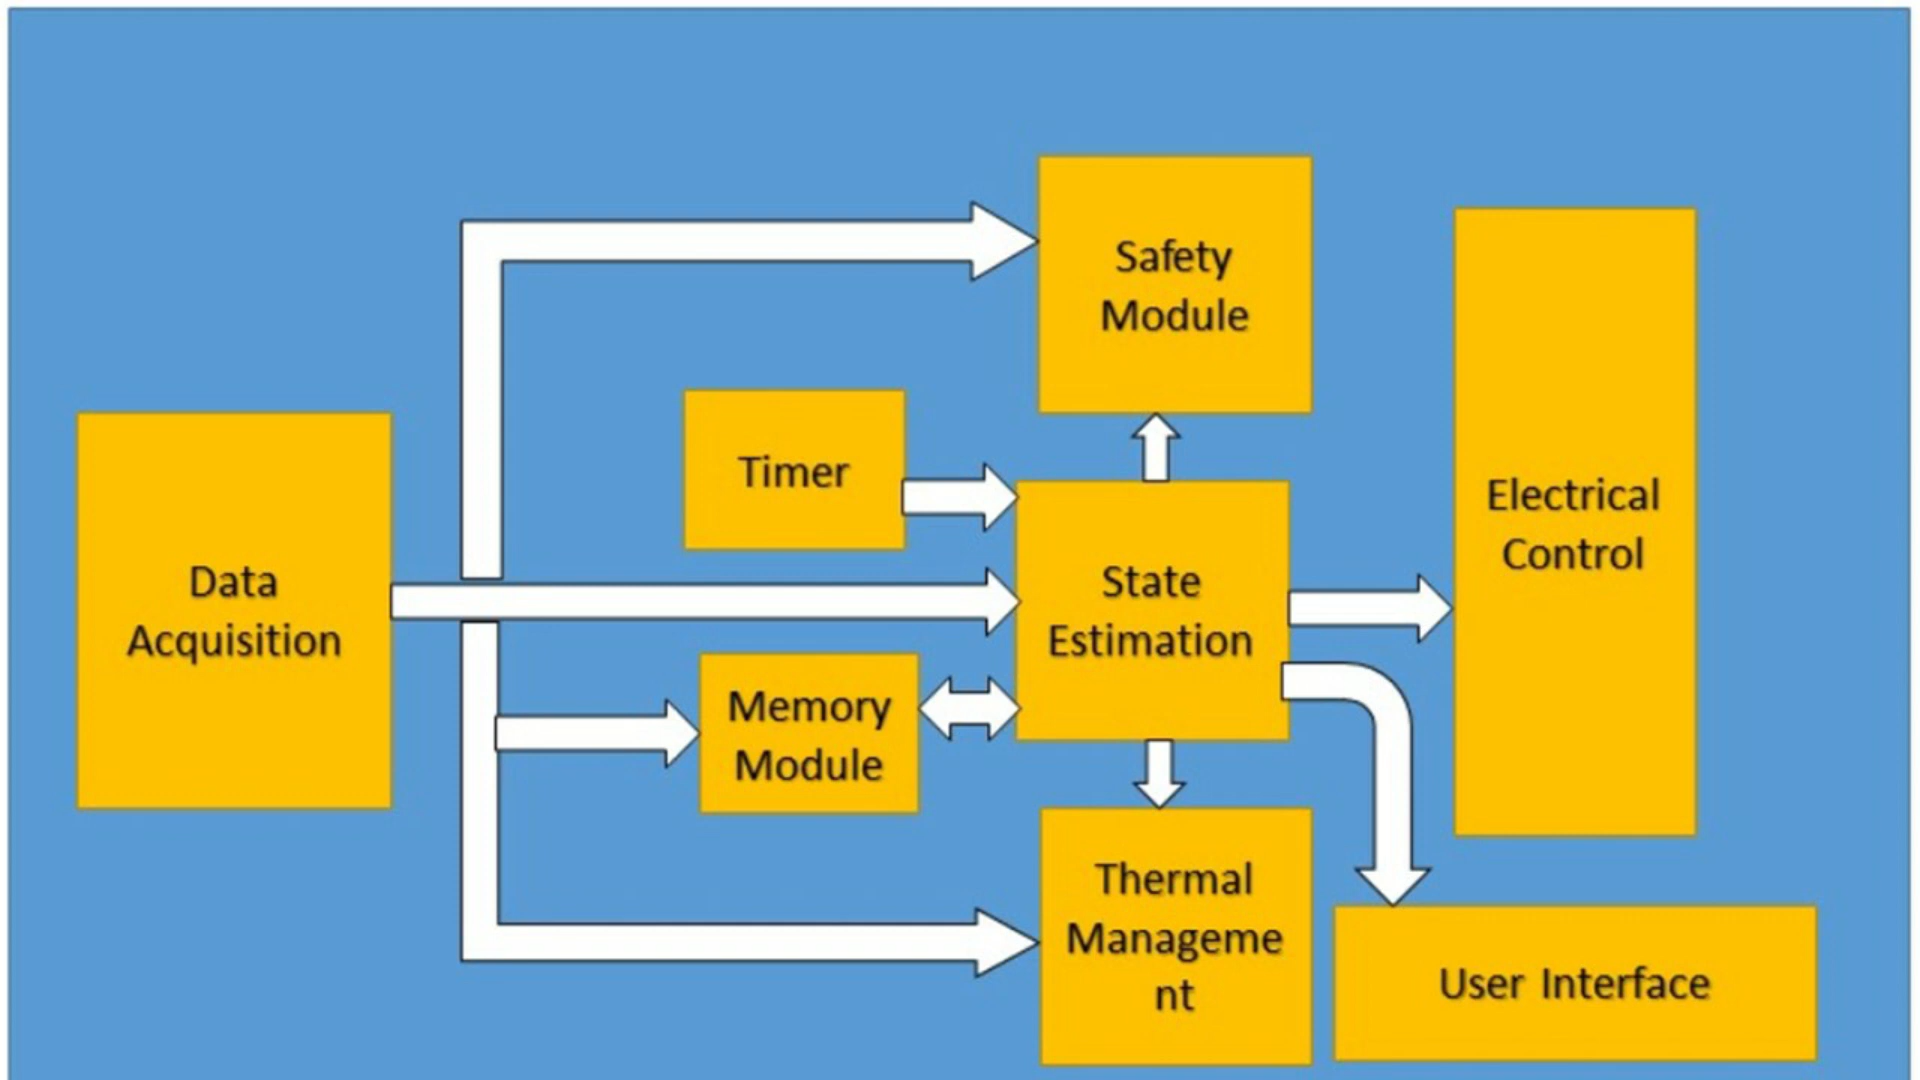 Safety
Module
Timer
Electrical
Control
Data
Acquisition
State
Estimation
Memory
Module
Thermal
Manageme
nt
User Interface